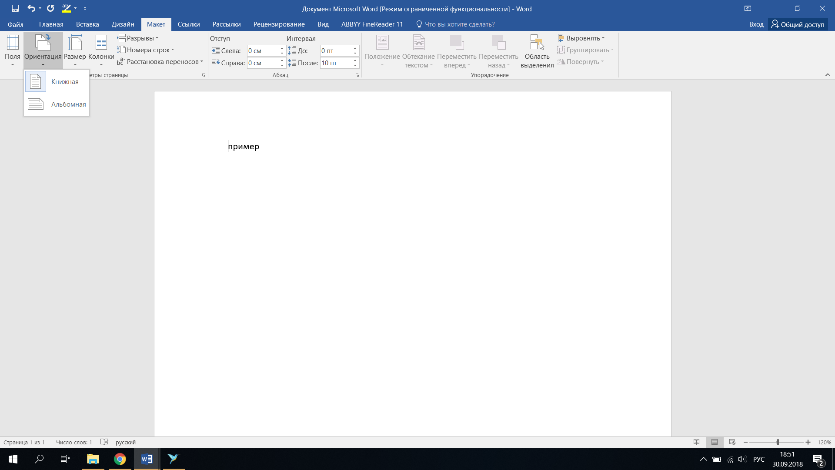 Документ Microsoft Word [Режим ограниченной функциональности] - Word
Файл Главная Вставка Дизайн Макет Ссылки Рассылки Рецензирование Вид ABBYY FineReader 11 Что вы хотите сделать? Вход Общий доступ
Поля Ориентация Размер Колонки
Разрывы
Номера строк
Расстановка переносов
Отступ Интервал
Слева: 0 см До: 0 пт
Справа: 0 см После: 10 пт
Положение Обтекание текстом Переместить вперед Переместить назад Область выделения
Выровнять
Группировать
Повернуть
етры страницы Абзац Упорядочение
Книжная
Альбомная
пример
Страница 1 из 1 Число слов: 1 русский 120%
РУС 18:51
30.09.2018
2